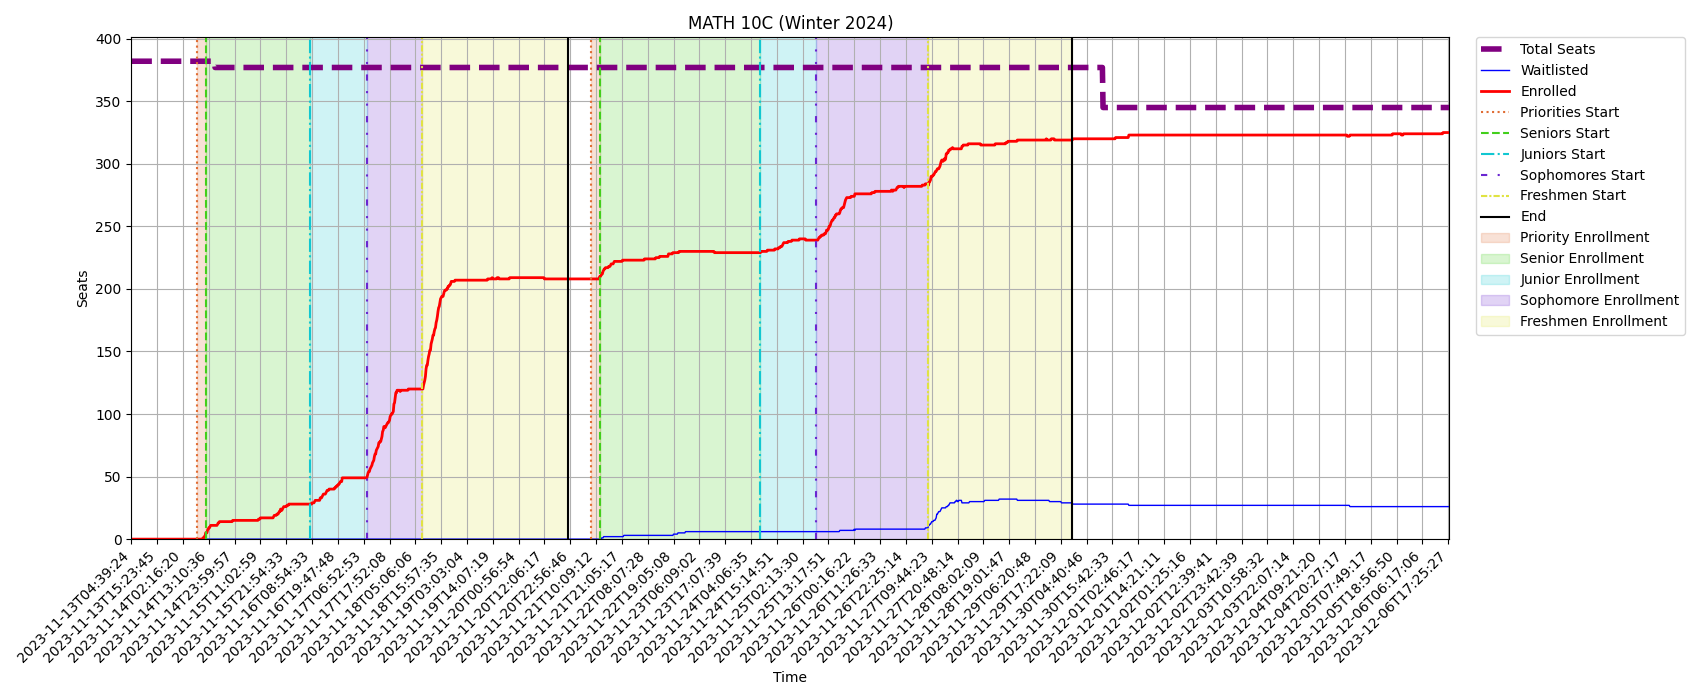 MATH 10C (Winter 2024)
Seats
400
350
300
250
200
150
100
50
0
2023-11-13T04:39:24
2023-11-13T15:23:45
2023-11-14T02:16:20
2023-11-14T13:10:36
2023-11-14T23:59:57
2023-11-15T11:02:59
2023-11-15T21:54:33
2023-11-16T08:54:33
2023-11-16T19:47:48
2023-11-17T06:52:53
2023-11-17T17:52:08
2023-11-18T05:06:06
2023-11-18T15:57:35
2023-11-19T03:03:04
2023-11-19T14:07:19
2023-11-20T00:56:54
2023-11-20T12:06:17
2023-11-20T22:56:46
2023-11-21T10:09:12
2023-11-21T21:05:17
2023-11-22T08:07:28
2023-11-22T19:05:08
2023-11-23T06:09:02
2023-11-23T17:07:39
2023-11-24T04:06:35
2023-11-24T15:14:51
2023-11-25T02:13:30
2023-11-25T13:17:51
2023-11-26T00:16:22
2023-11-26T11:26:33
2023-11-26T22:25:14
2023-11-27T09:44:23
2023-11-27T20:48:14
2023-11-28T08:02:09
2023-11-28T19:01:47
2023-11-29T06:20:48
2023-11-29T17:22:09
2023-11-30T04:40:46
2023-11-30T15:42:33
2023-12-01T02:46:17
2023-12-01T14:21:11
2023-12-02T01:25:16
2023-12-02T12:39:41
2023-12-02T23:42:39
2023-12-03T10:58:32
2023-12-03T22:07:14
2023-12-04T09:21:20
2023-12-04T20:27:17
2023-12-05T07:49:17
2023-12-05T18:56:50
2023-12-06T06:17:06
2023-12-06T17:25:27
Time
Total Seats
Waitlisted
Enrolled
Priorities Start
Seniors Start
Juniors Start
Sophomores Start
Freshmen Start
End
Priority Enrollment
Senior Enrollment
Junior Enrollment
Sophomore Enrollment
Freshmen Enrollment